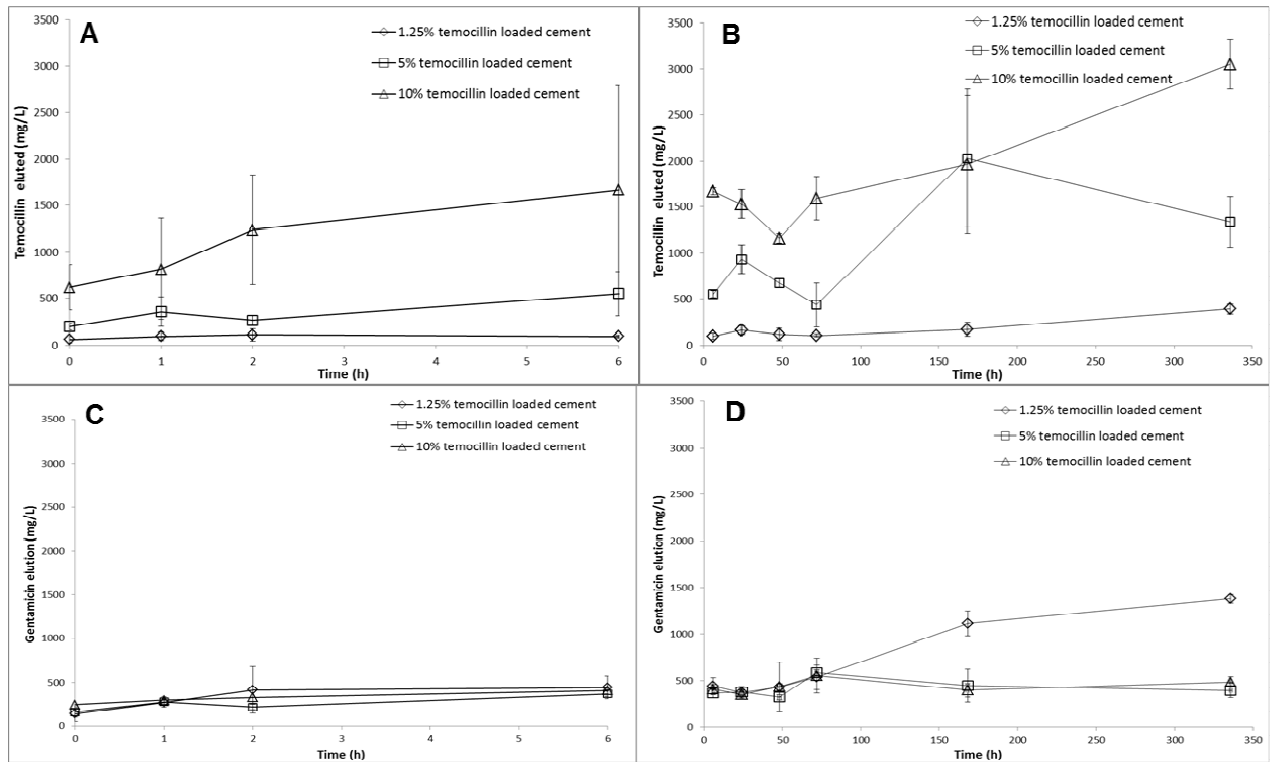 A
1.25% temocillin loaded cement
5% temocillin loaded cement
10% temocillin loaded cement
Temocillin eluted (mg/L)
3500
3000
2500
2000
1500
1000
500
0
0 1 2 3 4 5 6
Time (h)
B
1.25% temocillin loaded cement
5% temocillin loaded cement
10% temocillin loaded cement
Temocillin eluted (mg/L)
3500
3000
2500
2000
1500
1000
500
0
0 50 100 150 200 250 300 350
Time (h)
C
1.25% temocillin loaded cement
5% temocillin loaded cement
10% temocillin loaded cement
Gentamicin elution (mg/L)
3500
3000
2500
2000
1500
1000
500
0
0 1 2 3 4 5 6
Time (h)
D
1.25% temocillin loaded cement
5% temocillin loaded cement
10% temocillin loaded cement
Gentamicin elution (mg/L)
3500
3000
2500
2000
1500
1000
500
0
0 50 100 150 200 250 300 350
Time (h)